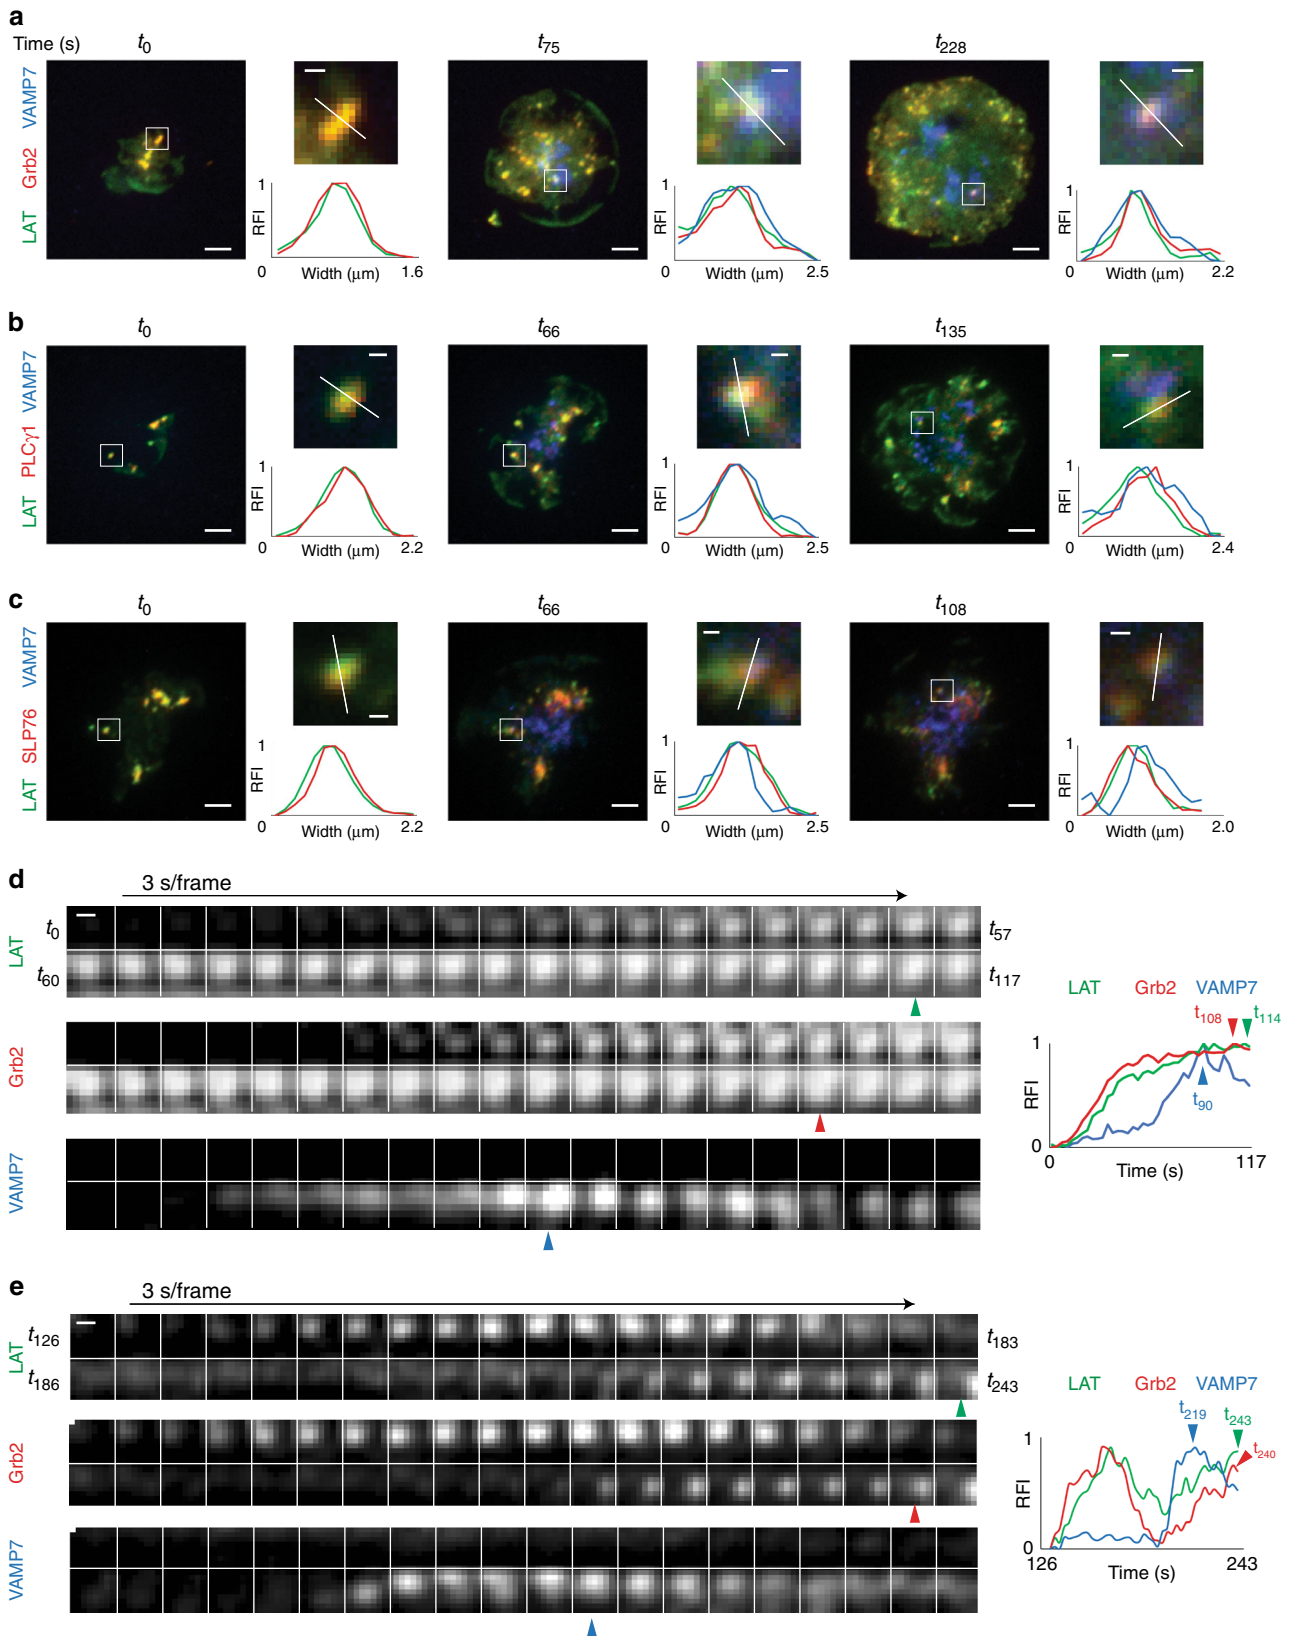 a
Time (s) t0 t75 t228
LAT Grb2 VAMP7
1
RFI
0 Width (μm) 1.6
1
RFI
0 Width (μm) 2.5
1
RFI
0 Width (μm) 2.2
b
t0 t66 t135
LAT PLCγ1 VAMP7
1
RFI
0 Width (μm) 2.2
1
RFI
0 Width (μm) 2.5
1
RFI
0 Width (μm) 2.4
c
t0 t66 t108
LAT SLP76 VAMP7
1
RFI
0 Width (μm) 2.2
1
RFI
0 Width (μm) 2.5
1
RFI
0 Width (μm) 2.0
d
3 s/frame
LAT
t0 t57
t60 t117
Grb2
VAMP7
LAT Grb2 VAMP7
t108 t114
1
RFI
t90
0
0 Time (s) 117
e
3 s/frame
LAT
t126 t183
t186 t243
Grb2
VAMP7
LAT Grb2 VAMP7
t219 t243
1
t240
RFI
0
126 Time (s) 243